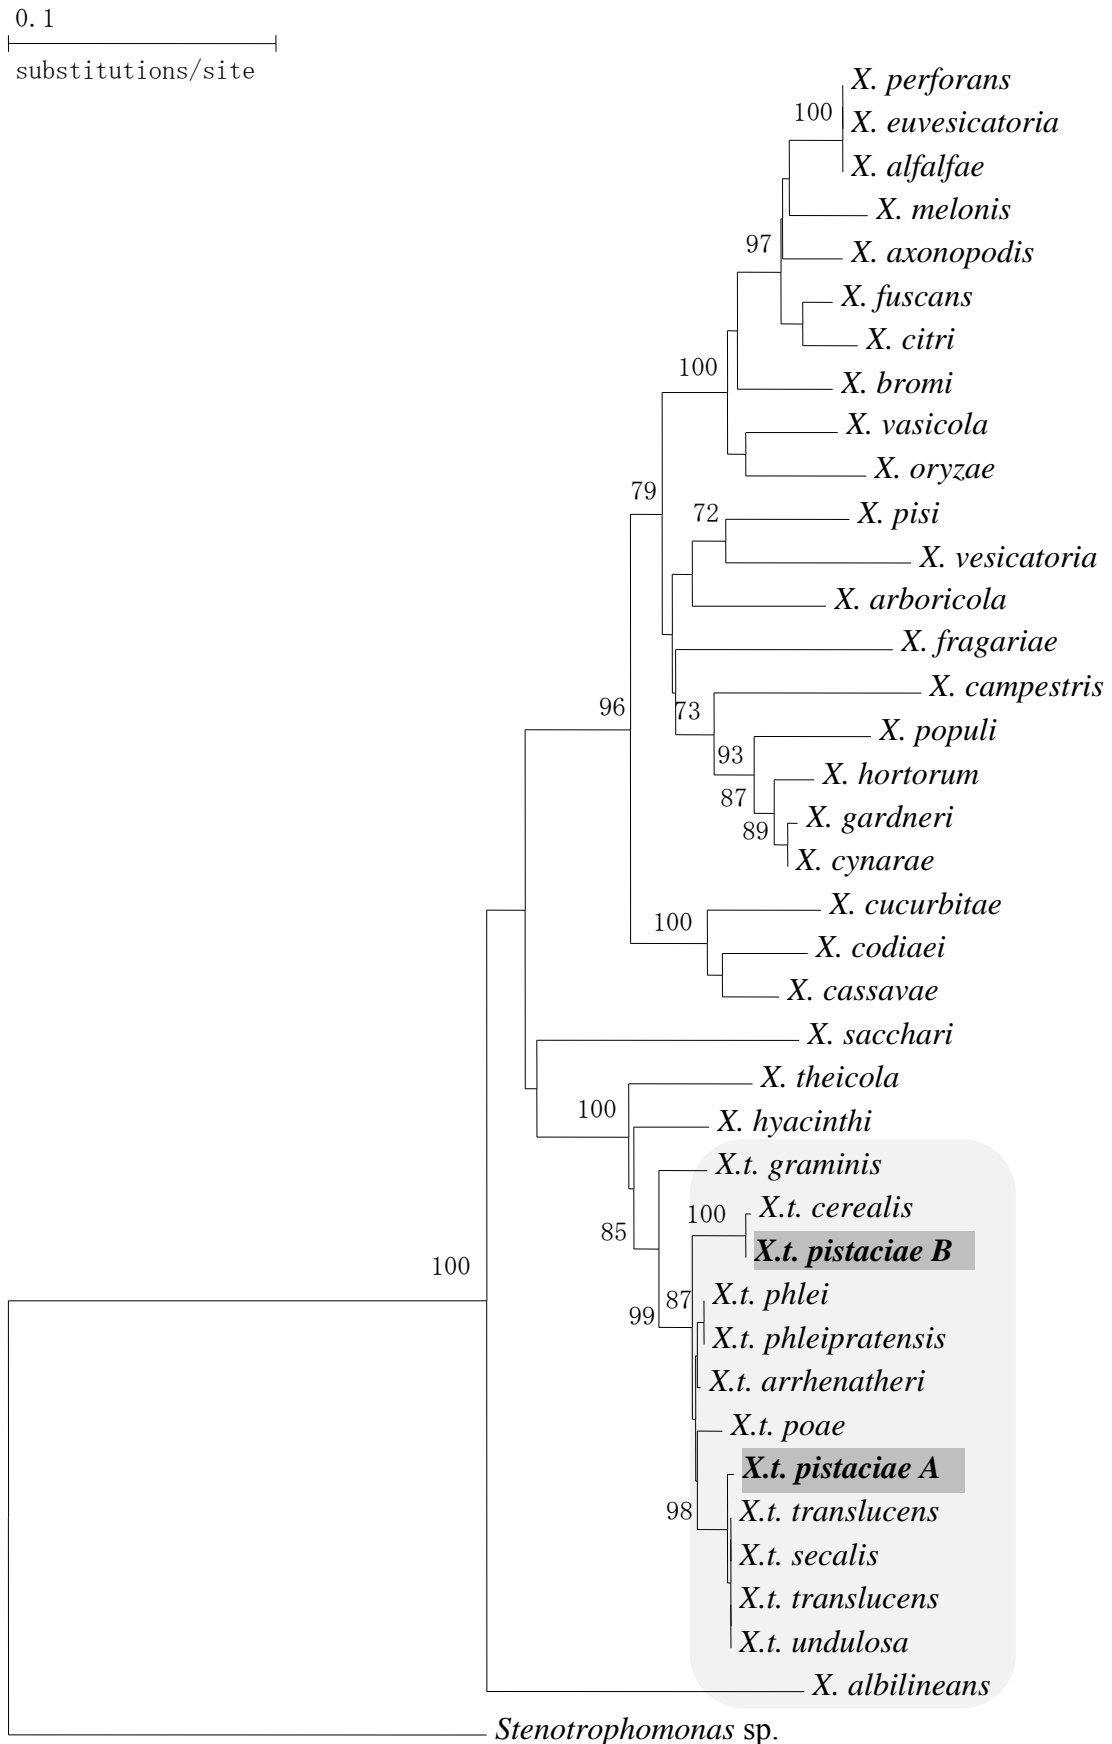 0.1
substitutions/site
X. perforans
100
X. euvesicatoria
X. alfalfae
X. melonis
97
X. axonopodis
X. fuscans
X. citri
100
X. bromi
X. vasicola
X. oryzae
79
72
X. pisi
X. vesicatoria
X. arboricola
X. fragariae
X. campestris
96
73
X. populi
93
X. hortorum
87
X. gardneri
89
X. cynarae
X. cucurbitae
100
X. codiaei
X. cassavae
X. sacchari
X. theicola
100
X. hyacinthi
X.t. graminis
X.t. cerealis
100
85
X.t. pistaciae B
100
X.t. phlei
87
99
X.t. phleipratensis
X.t. arrhenatheri
X.t. poae
X.t. pistaciae A
98
X.t. translucens
X.t. secalis
X.t. translucens
X.t. undulosa
X. albilineans
Stenotrophomonas sp.